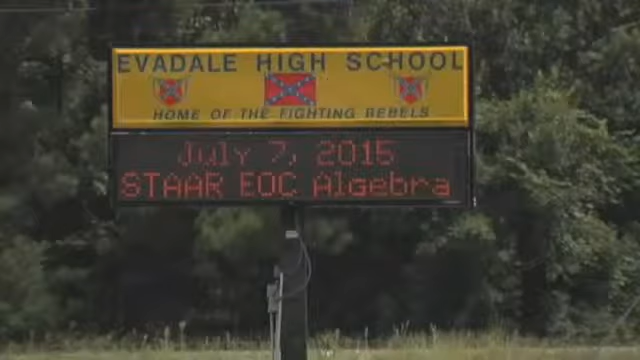 EVADALE HIGH SCHOOL
HOME OF THE FIGHTING REBELS
July 7, 2015
STAAR EOC Algebra